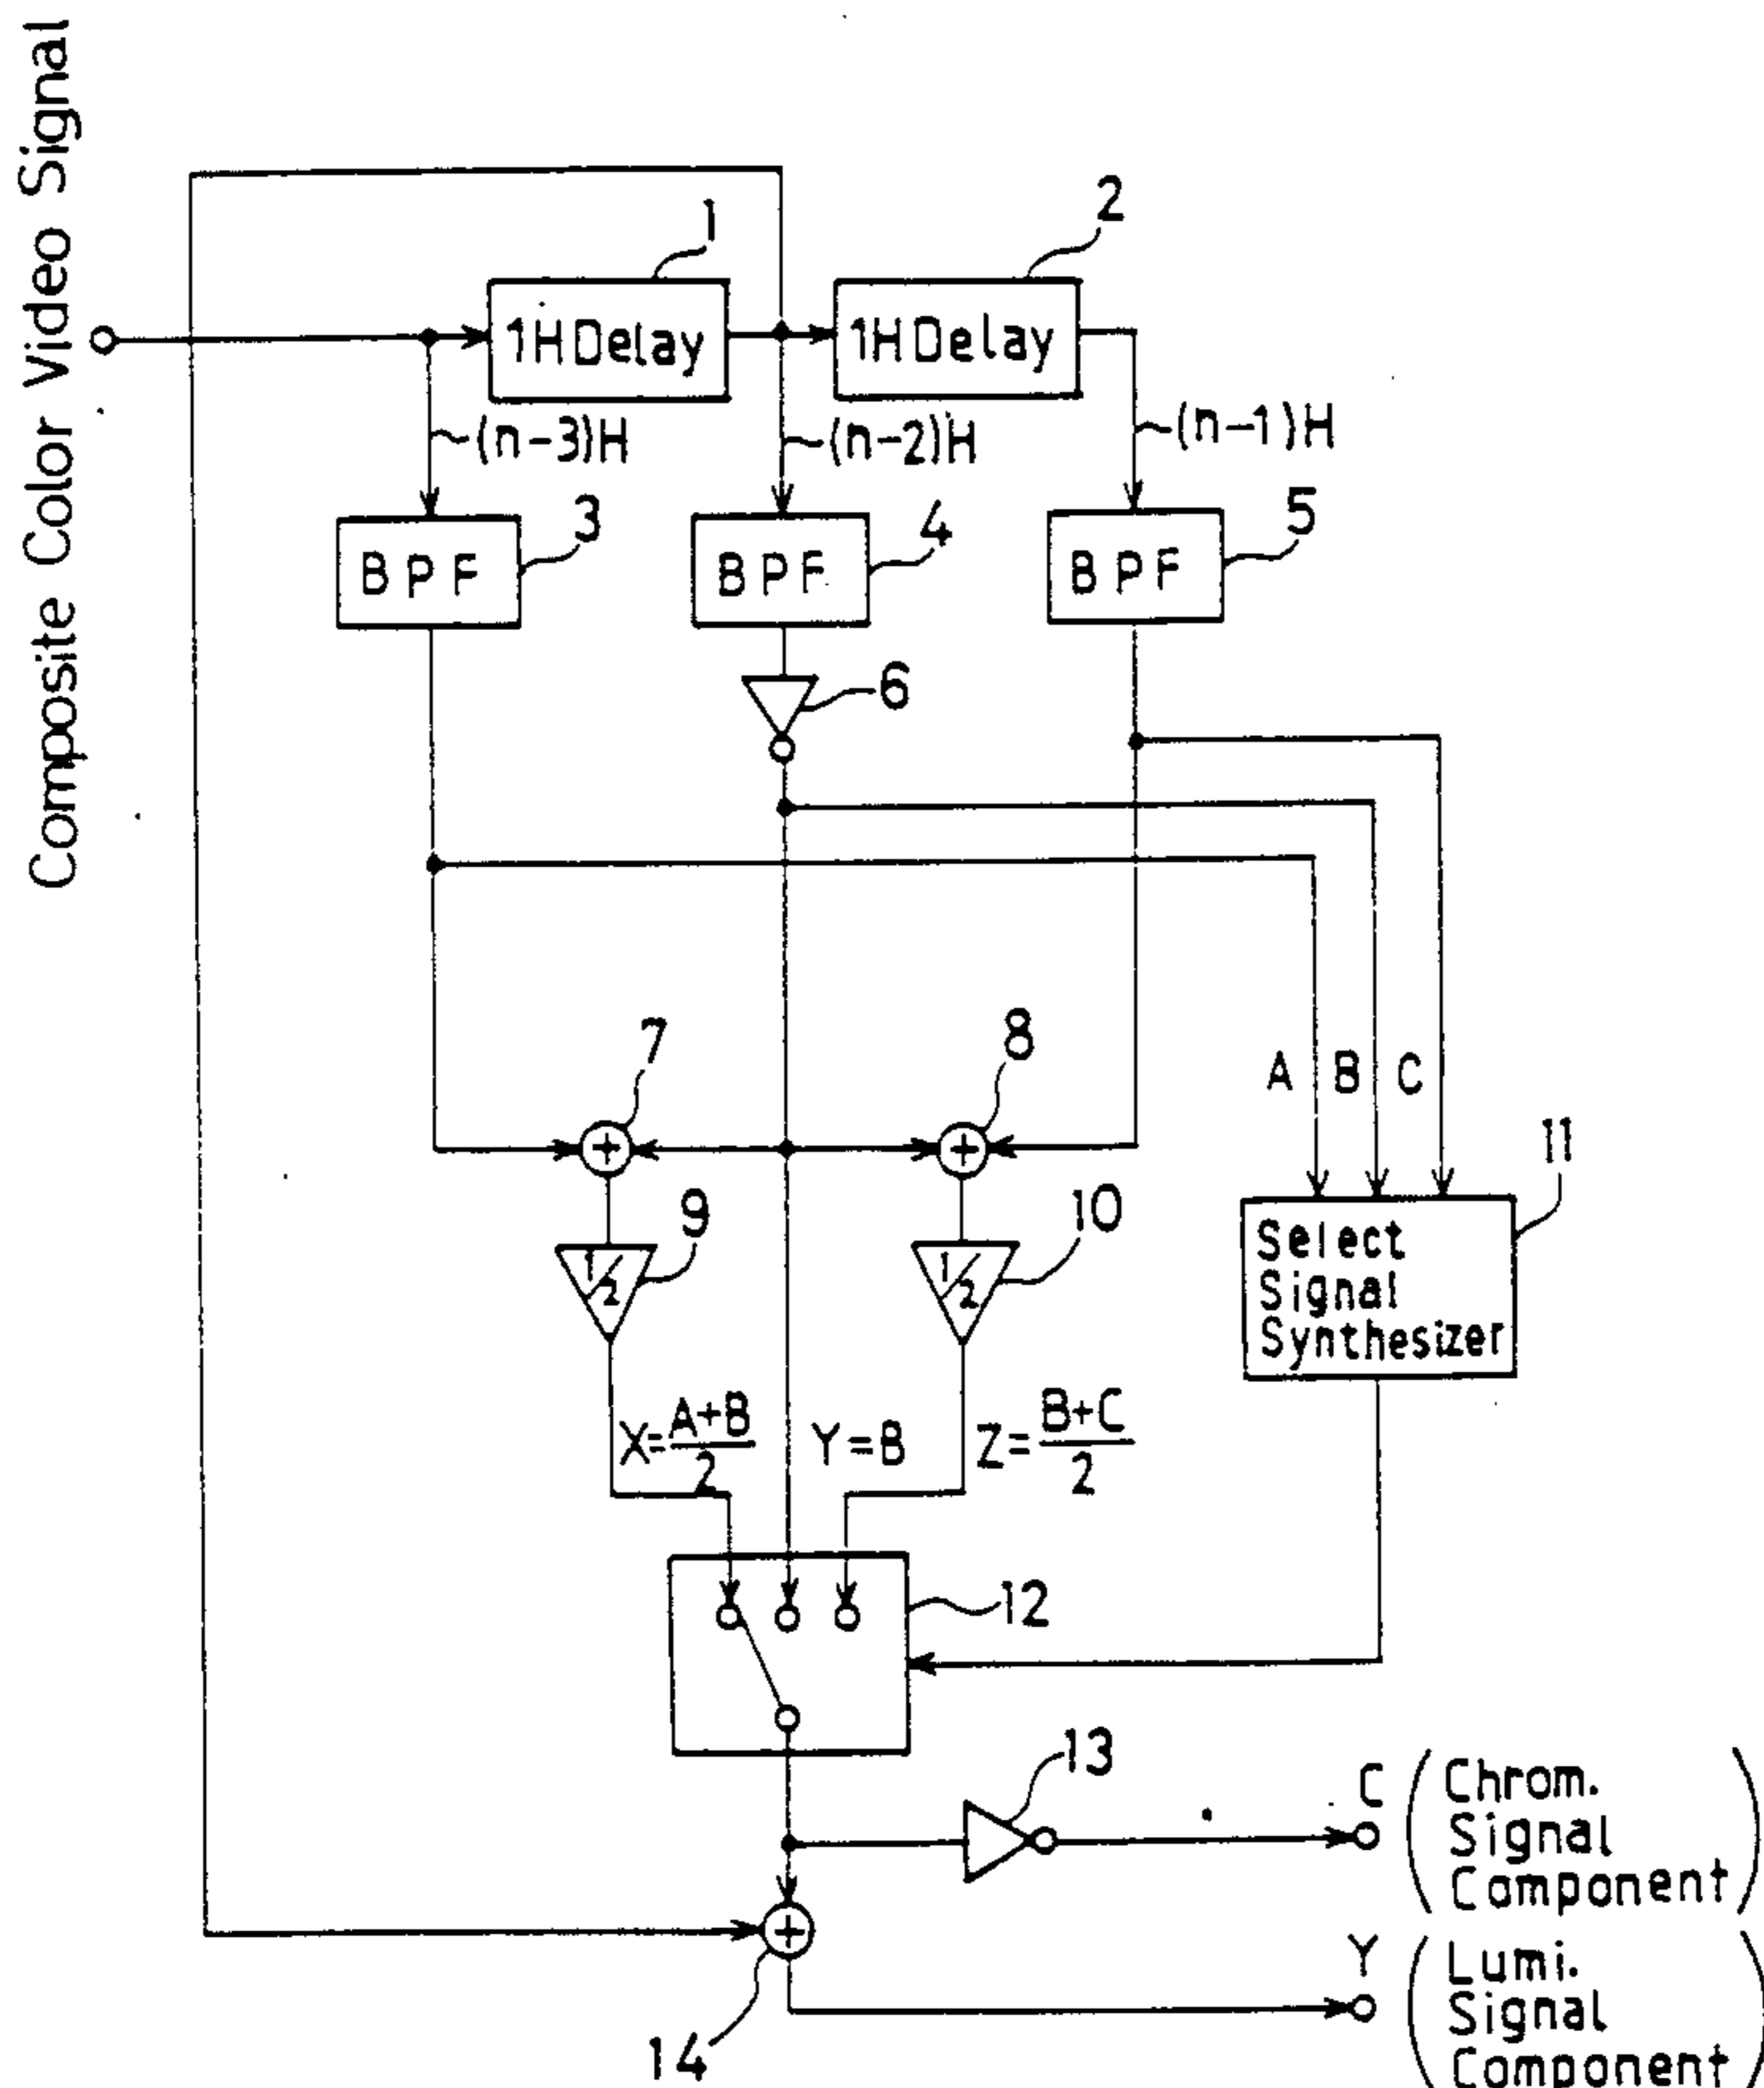 Composite Color Video Signal
1
2
1H Delay
1H Delay
(n-3)H
(n-2)H
(n-1)H
3
4
5
BPF
BPF
BPF
6
7
8
A
B
C
11
9
10
1/2
1/2
Select
Signal
Synthesizer
X=A+B/2
Y=B
Z=B+C/2
12
13
C
(Chrom.
Signal
Component)
Y
(Lumi.
Signal
Component)
14